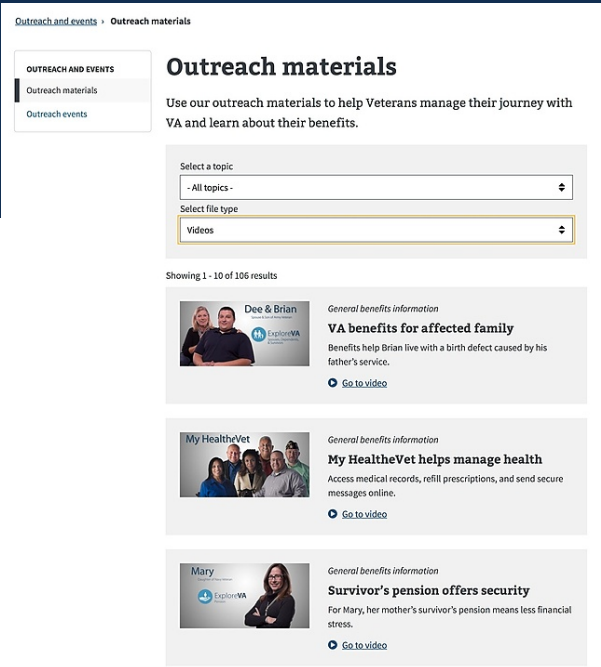 Outreach and events › Outreach materials
OUTREACH AND EVENTS
Outreach materials
Outreach events
Outreach materials
Use our outreach materials to help Veterans manage their journey with
VA and learn about their benefits.
Select a topic
- All topics -
Select file type
Videos
Showing 1 - 10 of 106 results
Dee & Brian
ExploreVA
General benefits information
VA benefits for affected family
Benefits help Brian live with a birth defect caused by his
father's service.
Go to video
My HealtheVet
General benefits information
My HealtheVet helps manage health
Access medical records, refill prescriptions, and send secure
messages online.
Go to video
Mary
ExploreVA
General benefits information
Survivor's pension offers security
For Mary, her mother's survivor's pension means less financial
stress.
Go to video